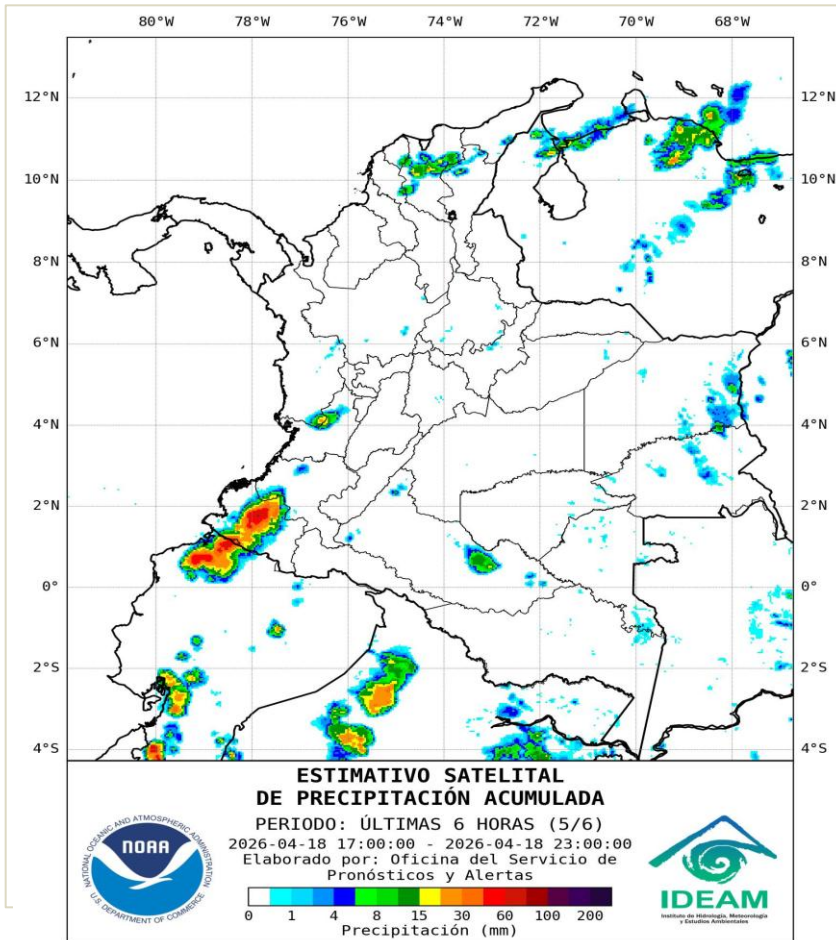 80°W 78°W 76°W 74°W 72°W 70°W 68°W
12°N 12°N
10°N 10°N
8°N 8°N
6°N 6°N
4°N 4°N
2°N 2°N
0° 0°
2°S 2°S
4°S 4°S
ESTIMATIVO SATELITAL
DE PRECIPITACIÓN ACUMULADA
PERIODO: ÚLTIMAS 6 HORAS (5/6)
2026-04-18 17:00:00 - 2026-04-18 23:00:00
Elaborado por: Oficina del Servicio de
Pronósticos y Alertas
0 1 4 8 15 30 60 100 200
Precipitación (mm)
NATIONAL OCEANIC AND ATMOSPHERIC ADMINISTRATION
NOAA
U.S. DEPARTMENT OF COMMERCE
IDEAM
Instituto de Hidrología, Meteorología
y Estudios Ambientales